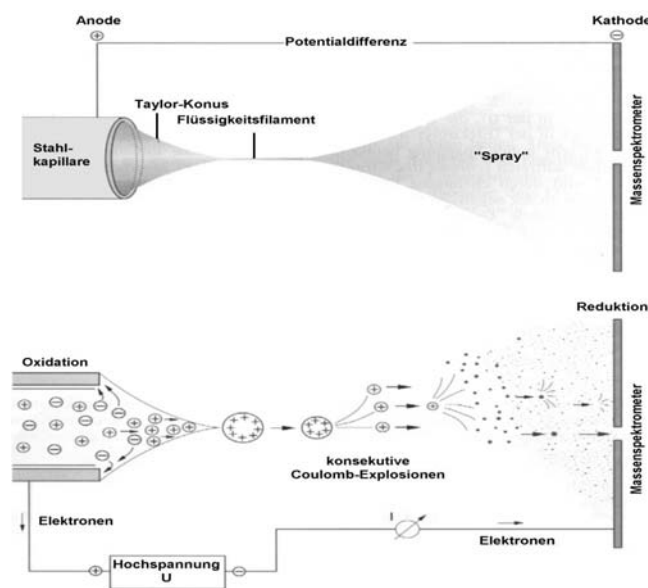 Anode
Kathode
Potentialdifferenz
Taylor-Konus
Flüssigkeitsfilament
Stahl-
kapillare
"Spray"
Massenspektrometer
Reduktion
Oxidation
konsekutive
Coulomb-Explosionen
Massenspektrometer
Elektronen
I
Elektronen
Hochspannung
U